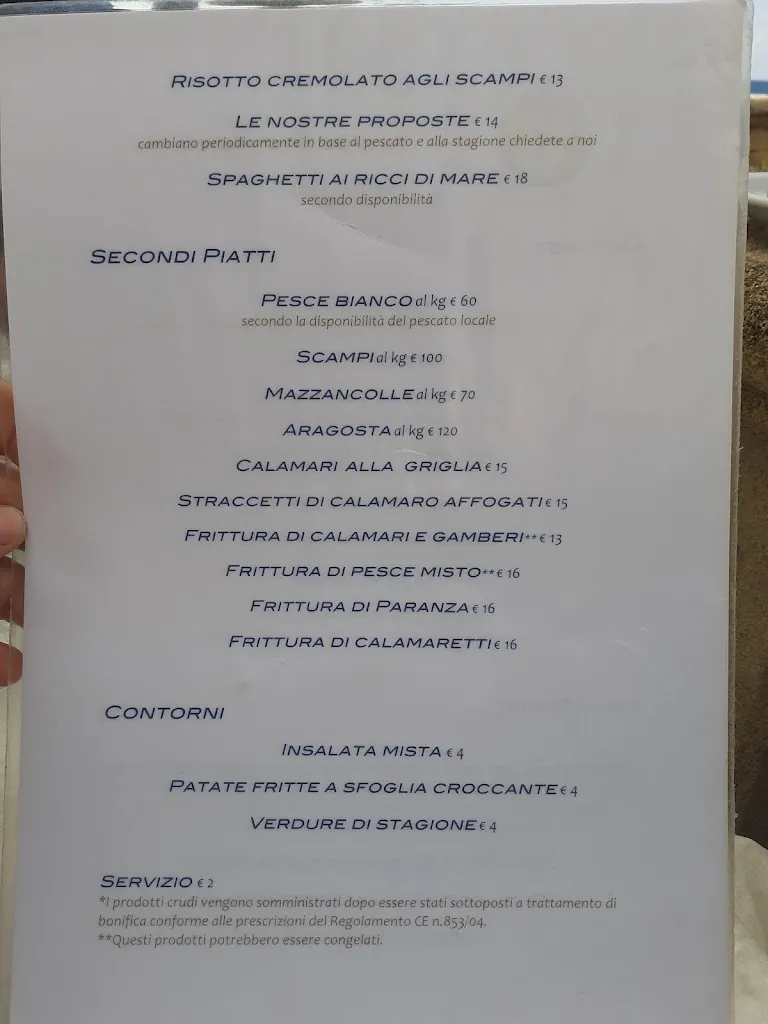 RISOTTO CREMOLATO AGLI SCAMPI € 13
LE NOSTRE PROPOSTE € 14
cambiano periodicamente in base al pescato e alla stagione chiedete a noi
SPAGHETTI AI RICCI DI MARE € 18
secondo disponibilità
SECONDI PIATTI
PESCE BIANCO al kg € 60
secondo la disponibilità del pescato locale
SCAMPI al kg € 100
MAZZANCOLLE al kg € 70
ARAGOSTA al kg € 120
CALAMARI ALLA GRIGLIA € 15
STRACCETTI DI CALAMARO AFFOGATI € 15
FRITTURA DI CALAMARI E GAMBERI** € 13
FRITTURA DI PESCE MISTO** € 16
FRITTURA DI PARANZA € 16
FRITTURA DI CALAMARETTI € 16
CONTORNI
INSALATA MISTA € 4
PATATE FRITTE A SFOGLIA CROCCANTE € 4
VERDURE DI STAGIONE € 4
SERVIZIO € 2
*I prodotti crudi vengono somministrati dopo essere stati sottoposti a trattamento di
bonifica conforme alle prescrizioni del Regolamento CE n.853/04.
**Questi prodotti potrebbero essere congelati.